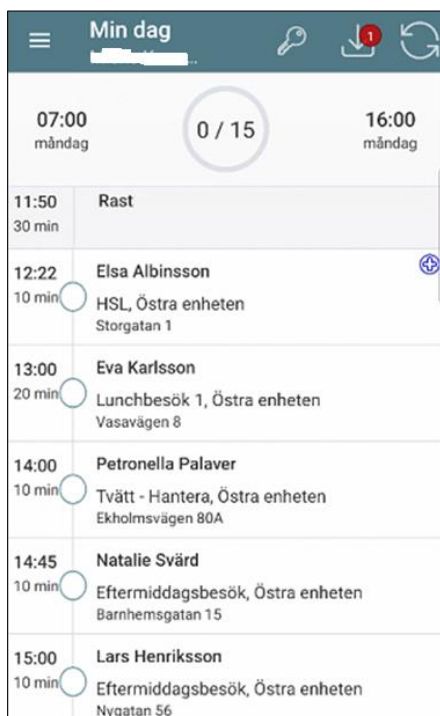 Min dag
1
07:00
måndag
0 / 15
16:00
måndag
11:50
Rast
30 min
12:22
Elsa Albinsson
10 min
HSL, Östra enheten
Storgatan 1
13:00
Eva Karlsson
20 min
Lunchbesök 1, Östra enheten
Vasavägen 8
14:00
Petronella Palaver
10 min
Tvätt - Hantera, Östra enheten
Ekholmsvägen 80A
14:45
Natalie Svärd
10 min
Eftermiddagsbesök, Östra enheten
Barnhemsgatan 15
15:00
Lars Henriksson
10 min
Eftermiddagsbesök, Östra enheten
Nygatan 56